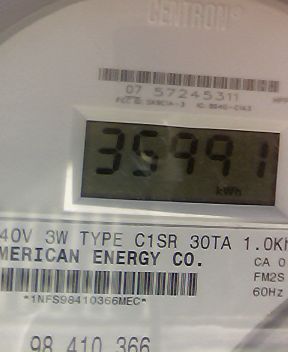 CENTRON®
07 57245311
35991
kWh
40V 3W TYPE C1SR 30TA 1.0Kh
MERICAN ENERGY CO.
CA 0
FM2S
60Hz
*1NFS98410366MEC*
98 410 366